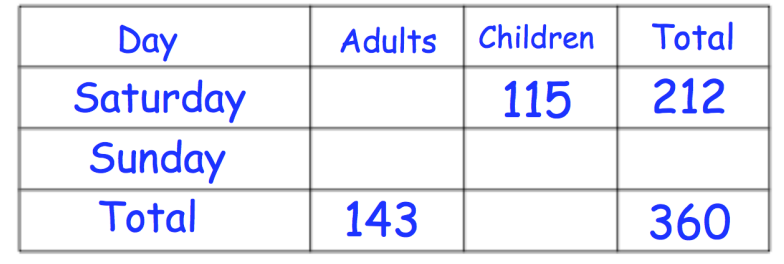 Day Adults Children Total
Saturday 115 212
Sunday
Total 143 360